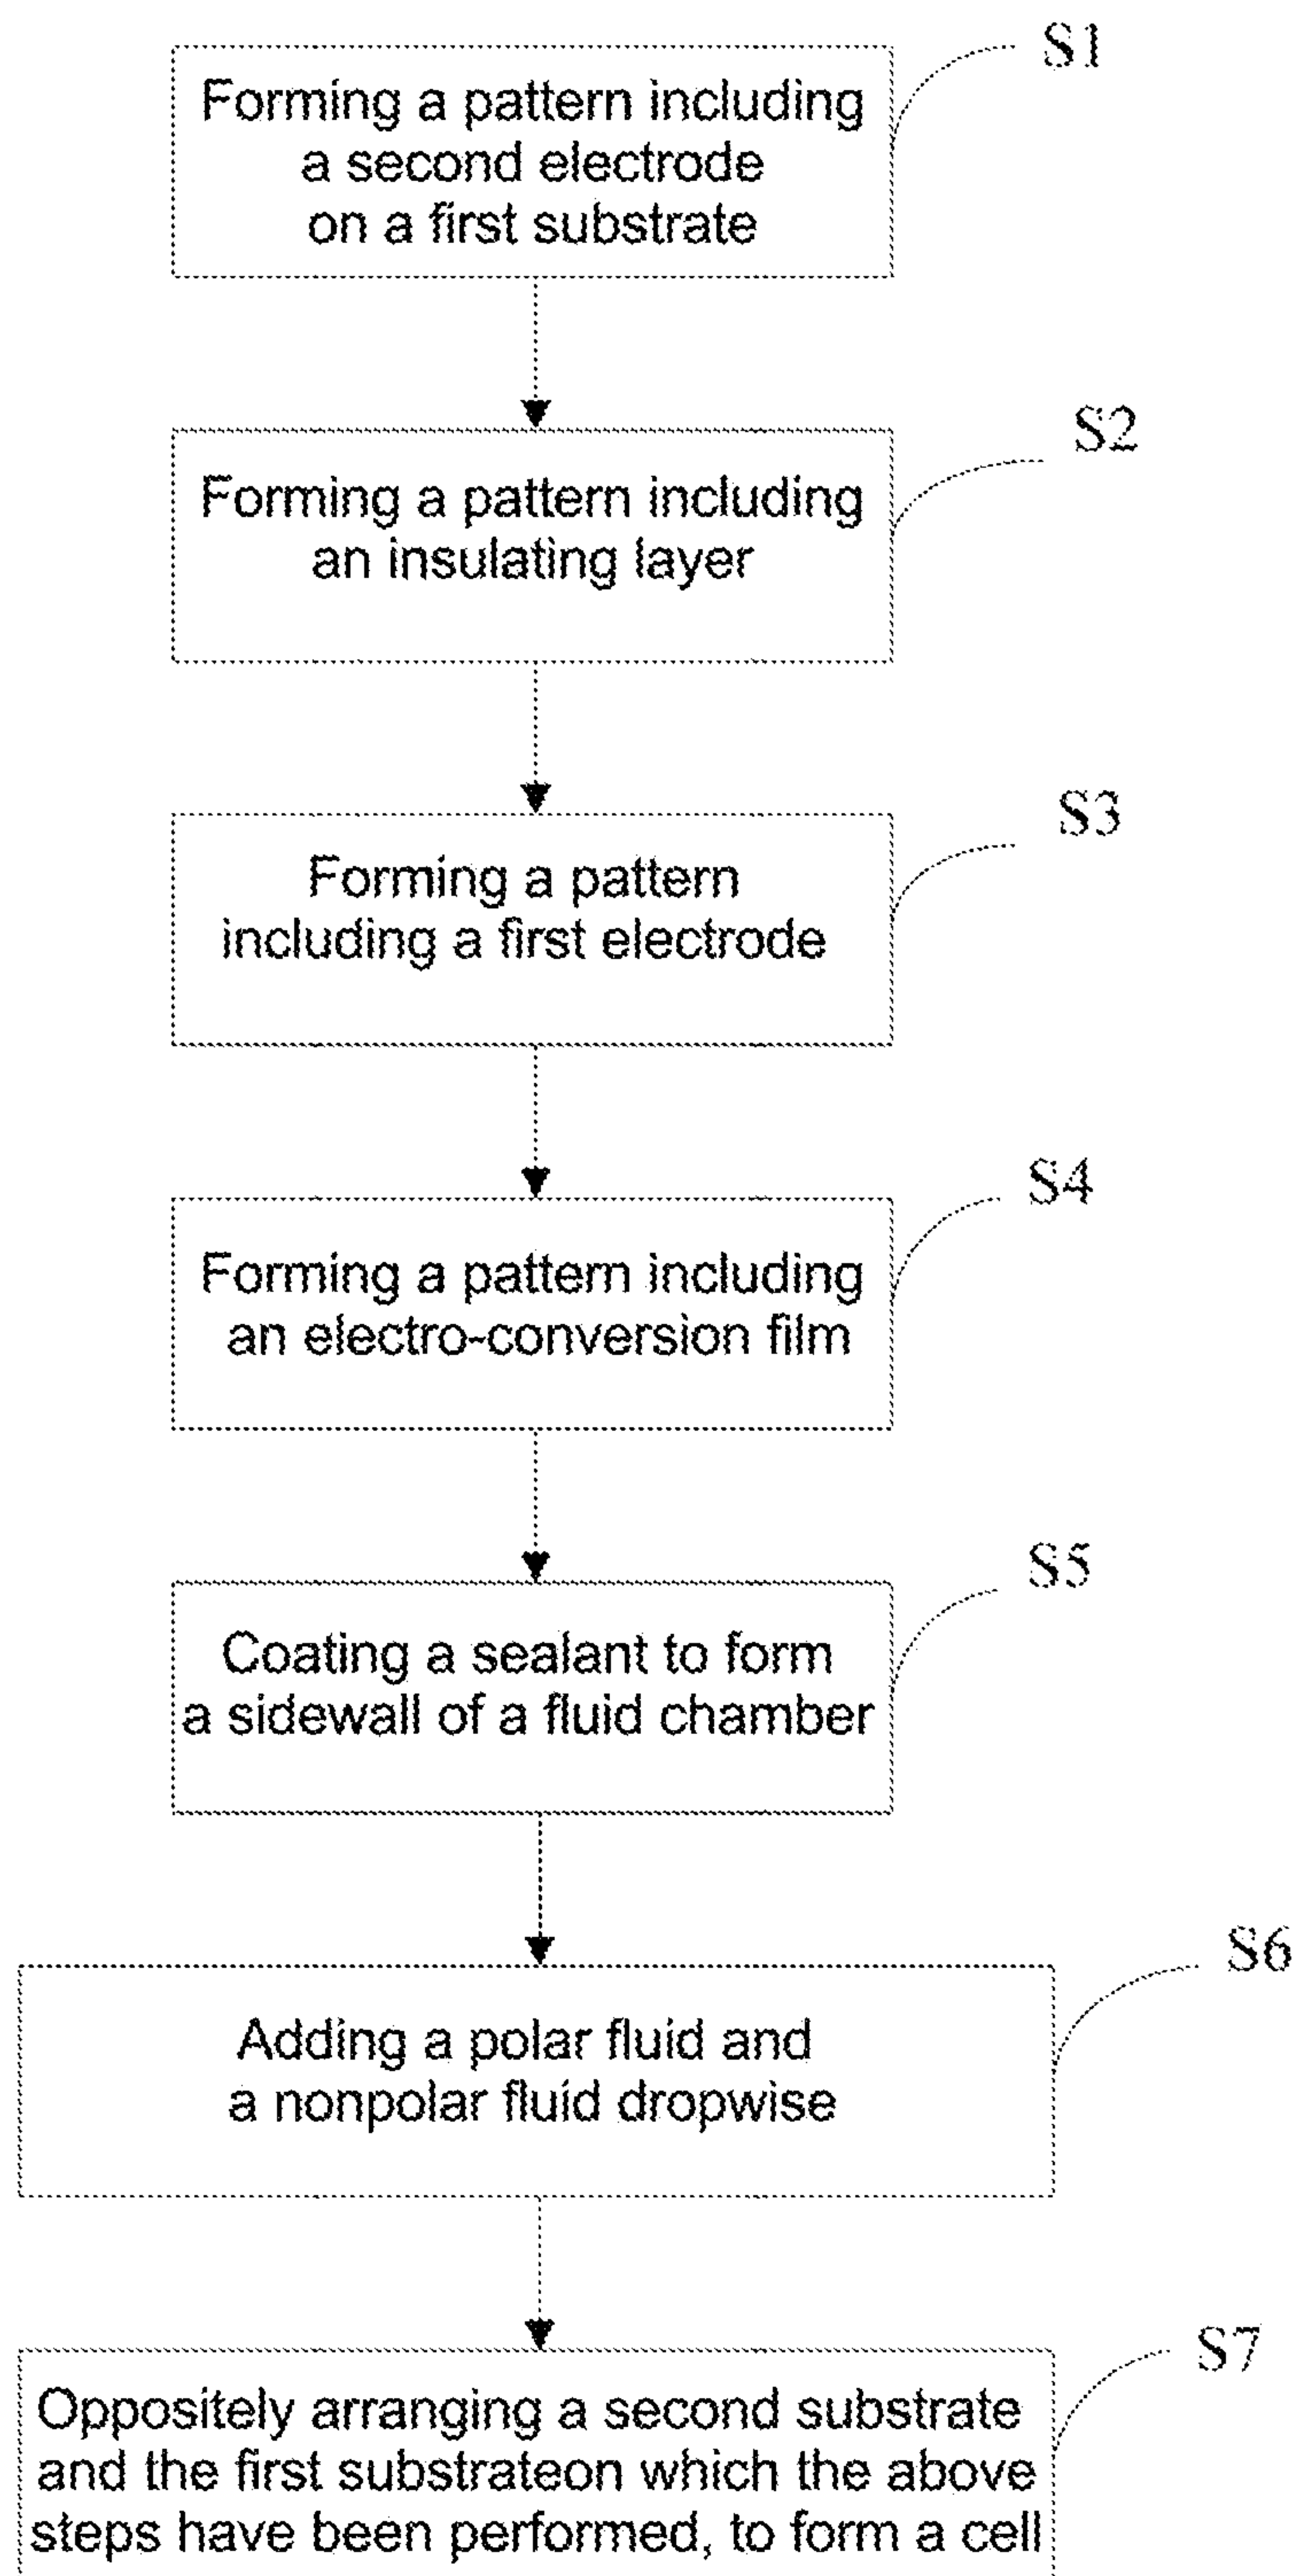 S1
Forming a pattern including
a second electrode
on a first substrate
S2
Forming a pattern including
an insulating layer
S3
Forming a pattern
including a first electrode
S4
Forming a pattern including
an electro-conversion film
S5
Coating a sealant to form
a sidewall of a fluid chamber
S6
Adding a polar fluid and
a nonpolar fluid dropwise
S7
Oppositely arranging a second substrate
and the first substrateon which the above
steps have been performed, to form a cell